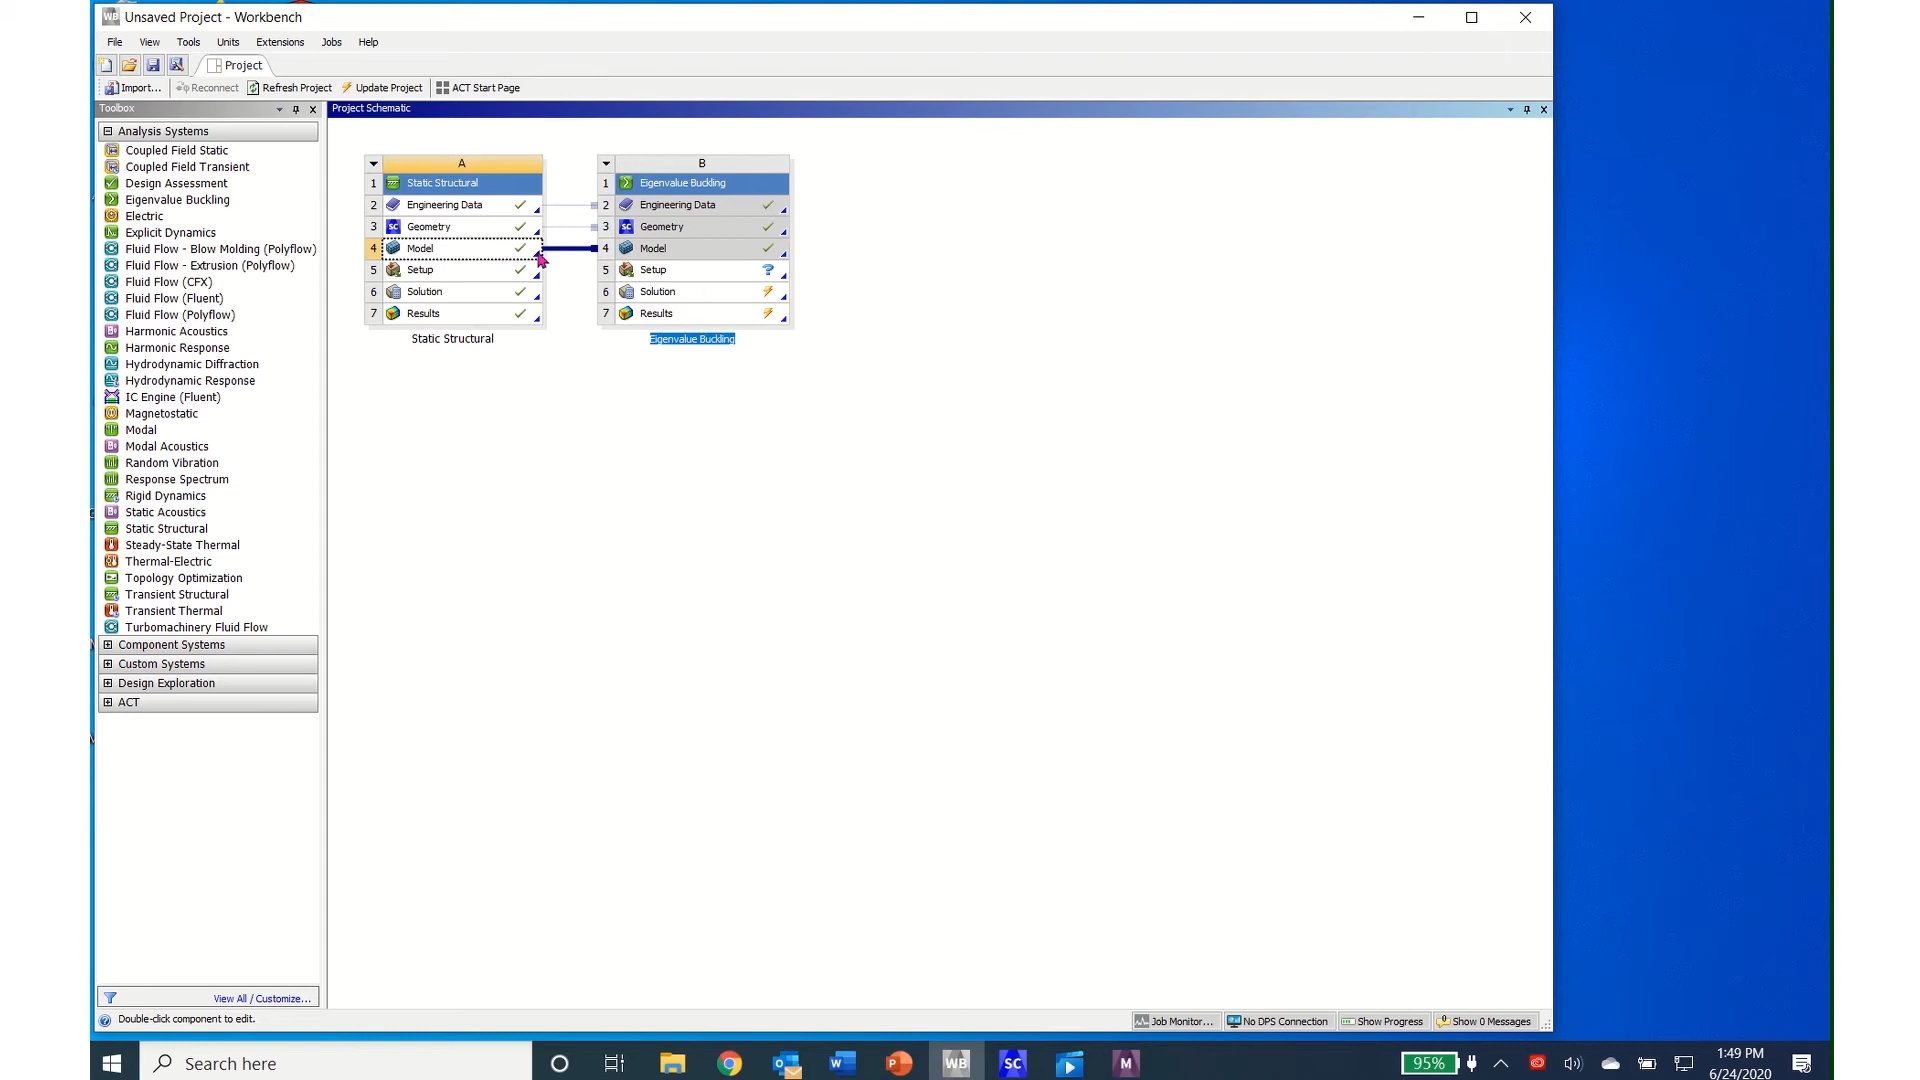 WB Unsaved Project - Workbench
File View Tools Units Extensions Jobs Help
Project
Import... Reconnect Refresh Project Update Project ACT Start Page
Toolbox
Analysis Systems
Coupled Field Static
Coupled Field Transient
Design Assessment
Eigenvalue Buckling
Electric
Explicit Dynamics
Fluid Flow - Blow Molding (Polyflow)
Fluid Flow - Extrusion (Polyflow)
Fluid Flow (CFX)
Fluid Flow (Fluent)
Fluid Flow (Polyflow)
Harmonic Acoustics
Harmonic Response
Hydrodynamic Diffraction
Hydrodynamic Response
IC Engine (Fluent)
Magnetostatic
Modal
Modal Acoustics
Random Vibration
Response Spectrum
Rigid Dynamics
Static Acoustics
Static Structural
Steady-State Thermal
Thermal-Electric
Topology Optimization
Transient Structural
Transient Thermal
Turbomachinery Fluid Flow
Component Systems
Custom Systems
Design Exploration
ACT
View All / Customize...
Project Schematic
A
1 Static Structural
2 Engineering Data
3 SC Geometry
4 Model
5 Setup
6 Solution
7 Results
Static Structural
B
1 Eigenvalue Buckling
2 Engineering Data
3 SC Geometry
4 Model
5 Setup ?
6 Solution
7 Results
Eigenvalue Buckling
Double-click component to edit.
Job Monitor... No DPS Connection Show Progress Show 0 Messages
Search here
WB SC M
95%
1:49 PM
6/24/2020